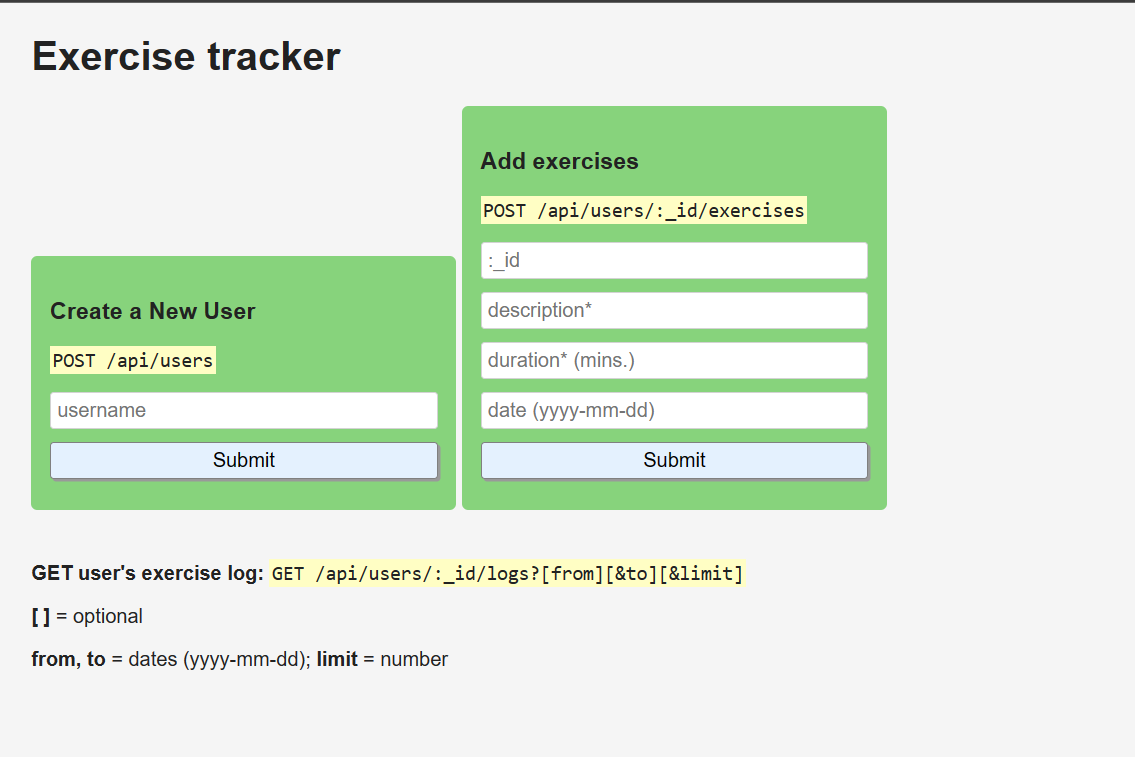 Exercise tracker
Create a New User
POST /api/users
username
Submit
Add exercises
POST /api/users/:_id/exercises
:_id
description*
duration* (mins.)
date (yyyy-mm-dd)
Submit
GET user's exercise log: GET /api/users/:_id/logs?[from][&to][&limit]
[ ] = optional
from, to = dates (yyyy-mm-dd); limit = number